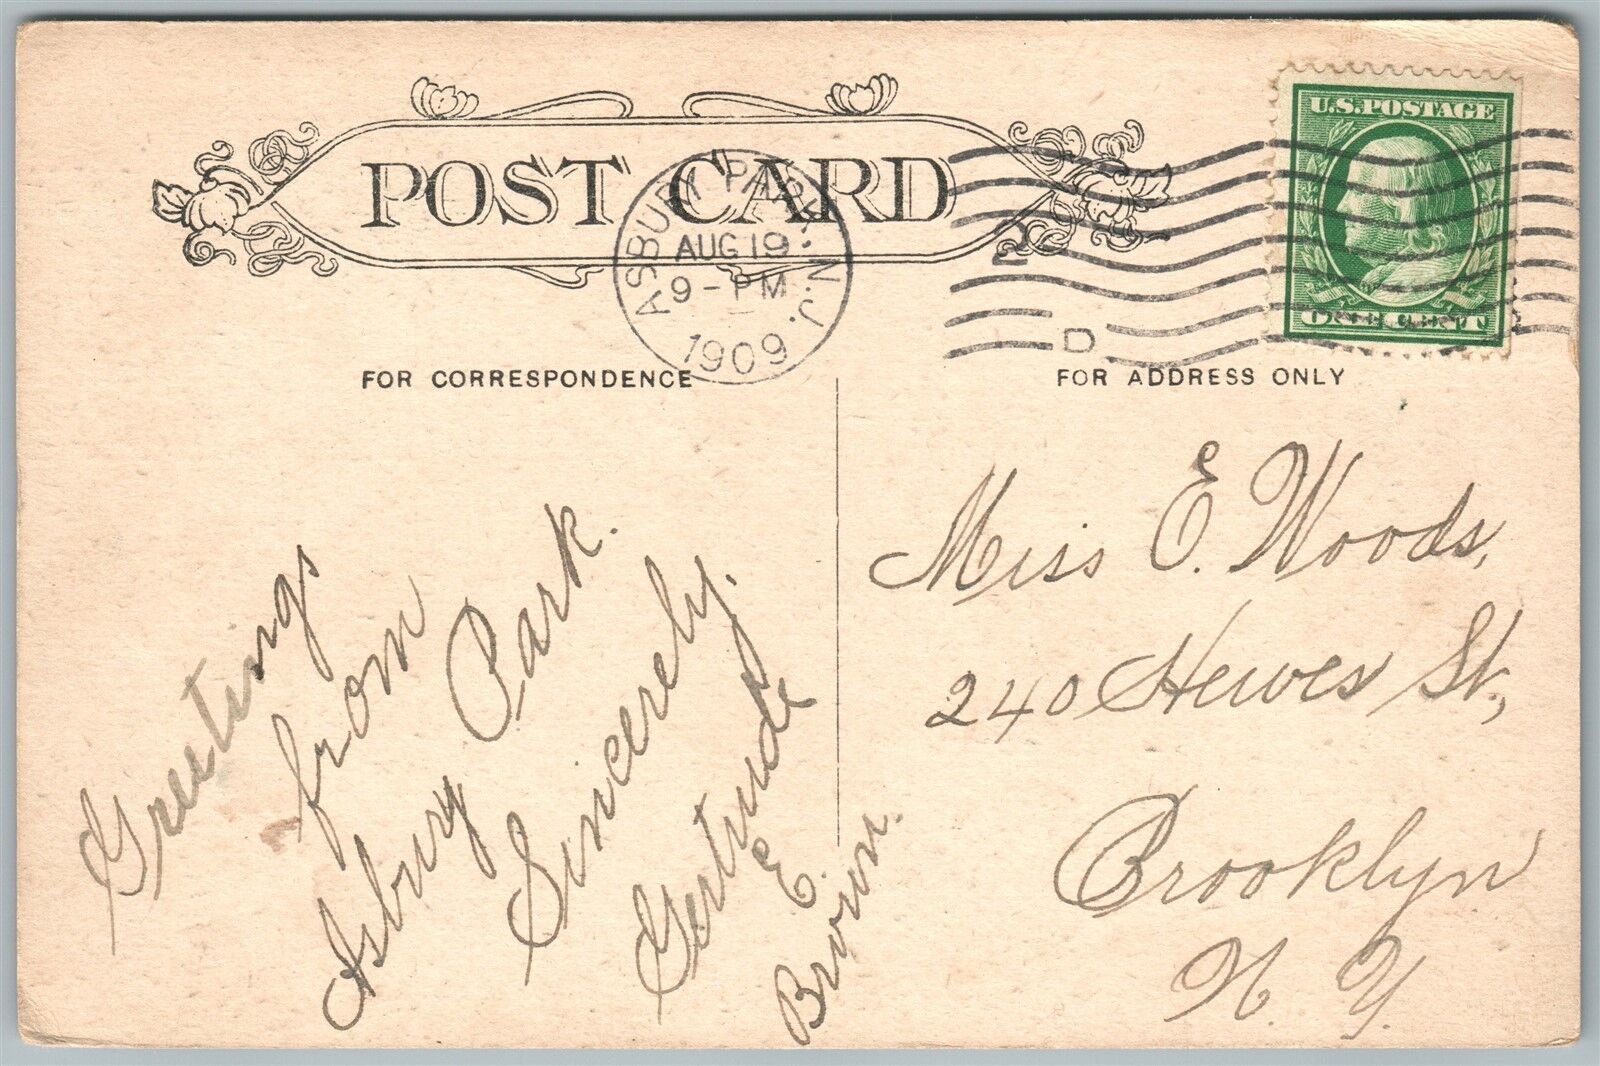 POST CARD
ASBURY PARK, N.J.
AUG 19
9-PM
1909
D
U.S. POSTAGE
ONE CENT
FOR CORRESPONDENCE
FOR ADDRESS ONLY
Greetings
from
Asbury Park.
Sincerely,
Gertrude
E.
Brown.
Miss E. Woods,
240 Hewes St.,
Brooklyn
N. Y.